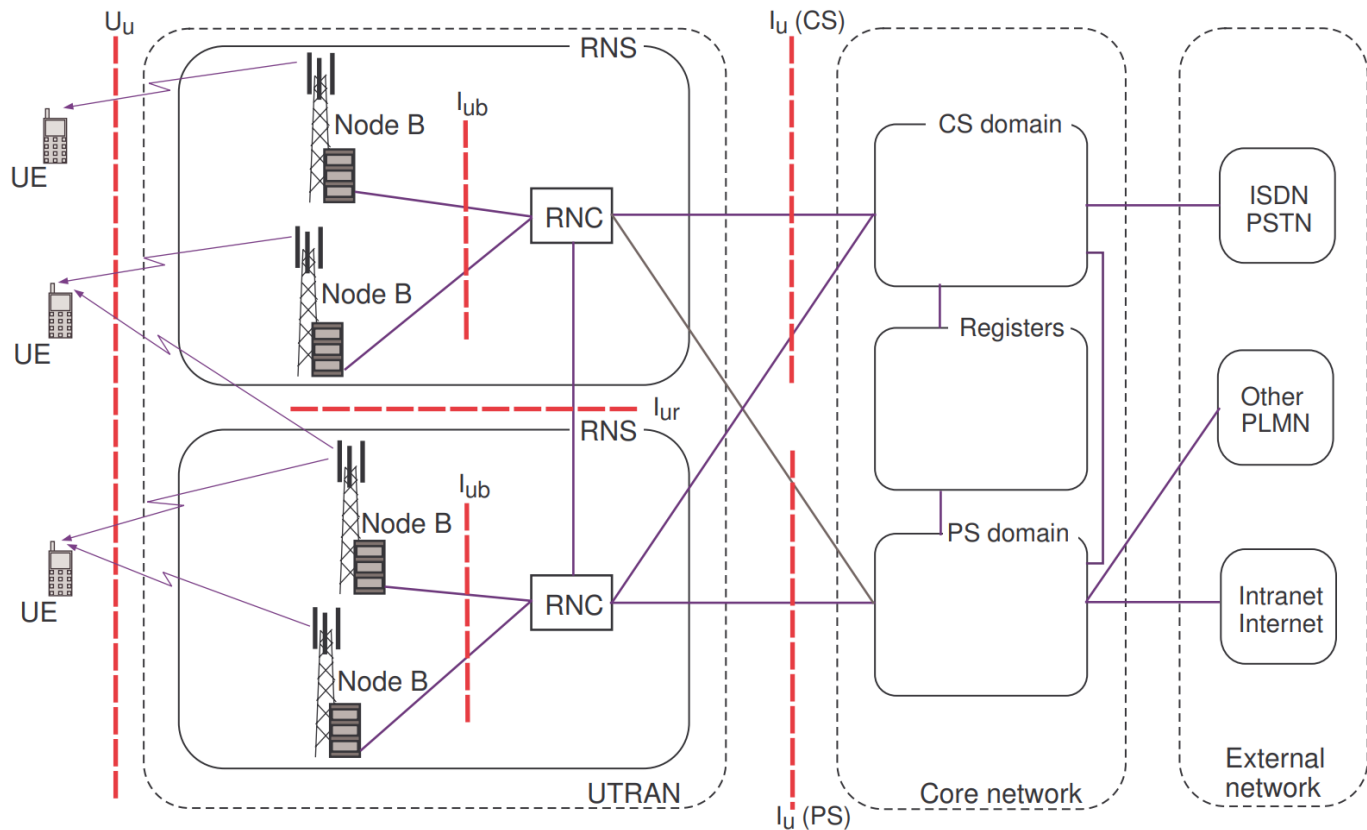 Uu
Iu (CS)
RNS
Iub
Node B
CS domain
UE
RNC
ISDN
PSTN
Node B
UE
Registers
Iur
RNS
Other
PLMN
Iub
Node B
PS domain
UE
RNC
Intranet
Internet
Node B
UTRAN
Iu (PS)
Core network
External
network